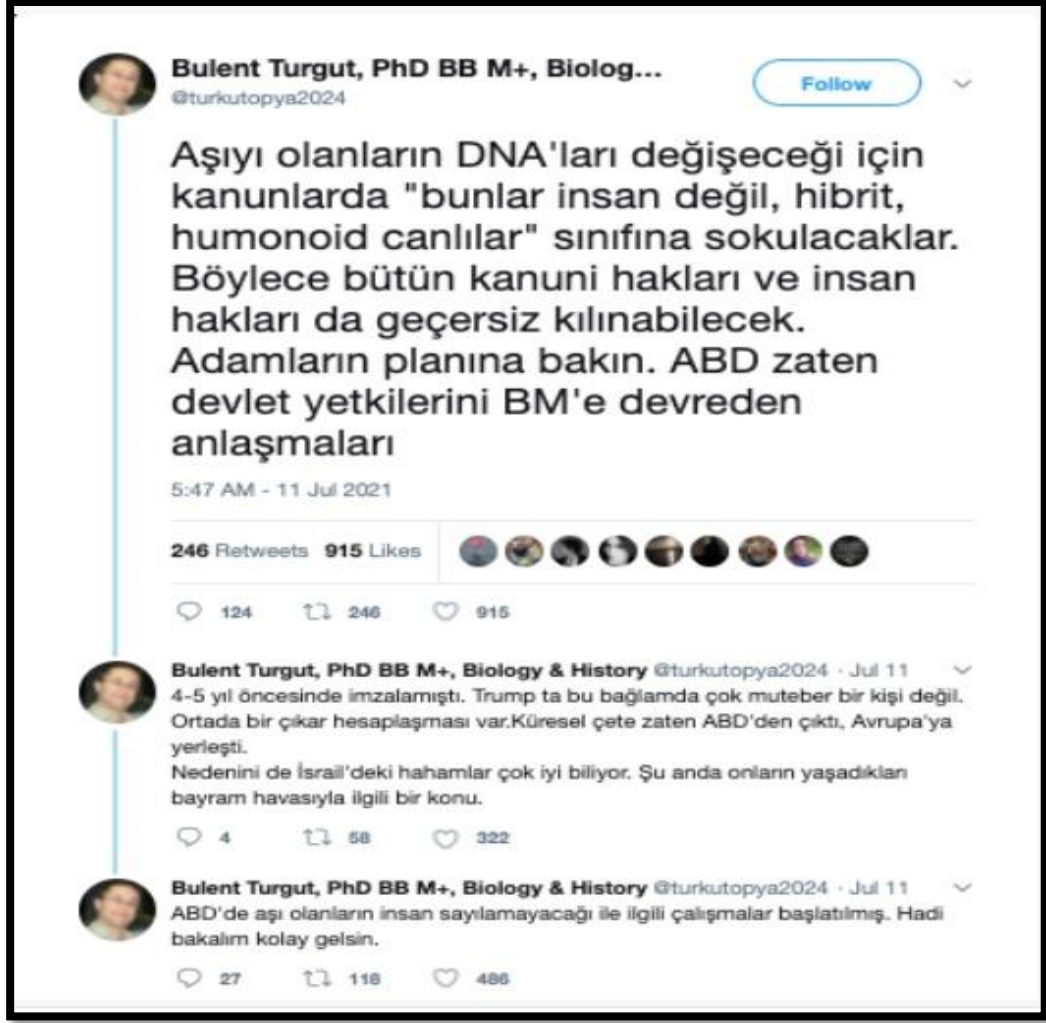 Bulent Turgut, PhD BB M+, Biolog...
@turkutopya2024
Follow
Aşıyı olanların DNA'ları değişeceği için
kanunlarda "bunlar insan değil, hibrit,
humonoid canlılar" sınıfına sokulacaklar.
Böylece bütün kanuni hakları ve insan
hakları da geçersiz kılınabilecek.
Adamların planına bakın. ABD zaten
devlet yetkilerini BM'e devreden
anlaşmaları
5:47 AM - 11 Jul 2021
246 Retweets 915 Likes
124 246 915
Bulent Turgut, PhD BB M+, Biology & History @turkutopya2024 · Jul 11
4-5 yıl öncesinde imzalamıştı. Trump ta bu bağlamda çok muteber bir kişi değil.
Ortada bir çıkar hesaplaşması var.Küresel çete zaten ABD'den çıktı, Avrupa'ya
yerleşti.
Nedenini de İsrail'deki hahamlar çok iyi biliyor. Şu anda onların yaşadıkları
bayram havasıyla ilgili bir konu.
4 58 322
Bulent Turgut, PhD BB M+, Biology & History @turkutopya2024 · Jul 11
ABD'de aşı olanların insan sayılamayacağı ile ilgili çalışmalar başlatılmış. Hadi
bakalım kolay gelsin.
27 118 486